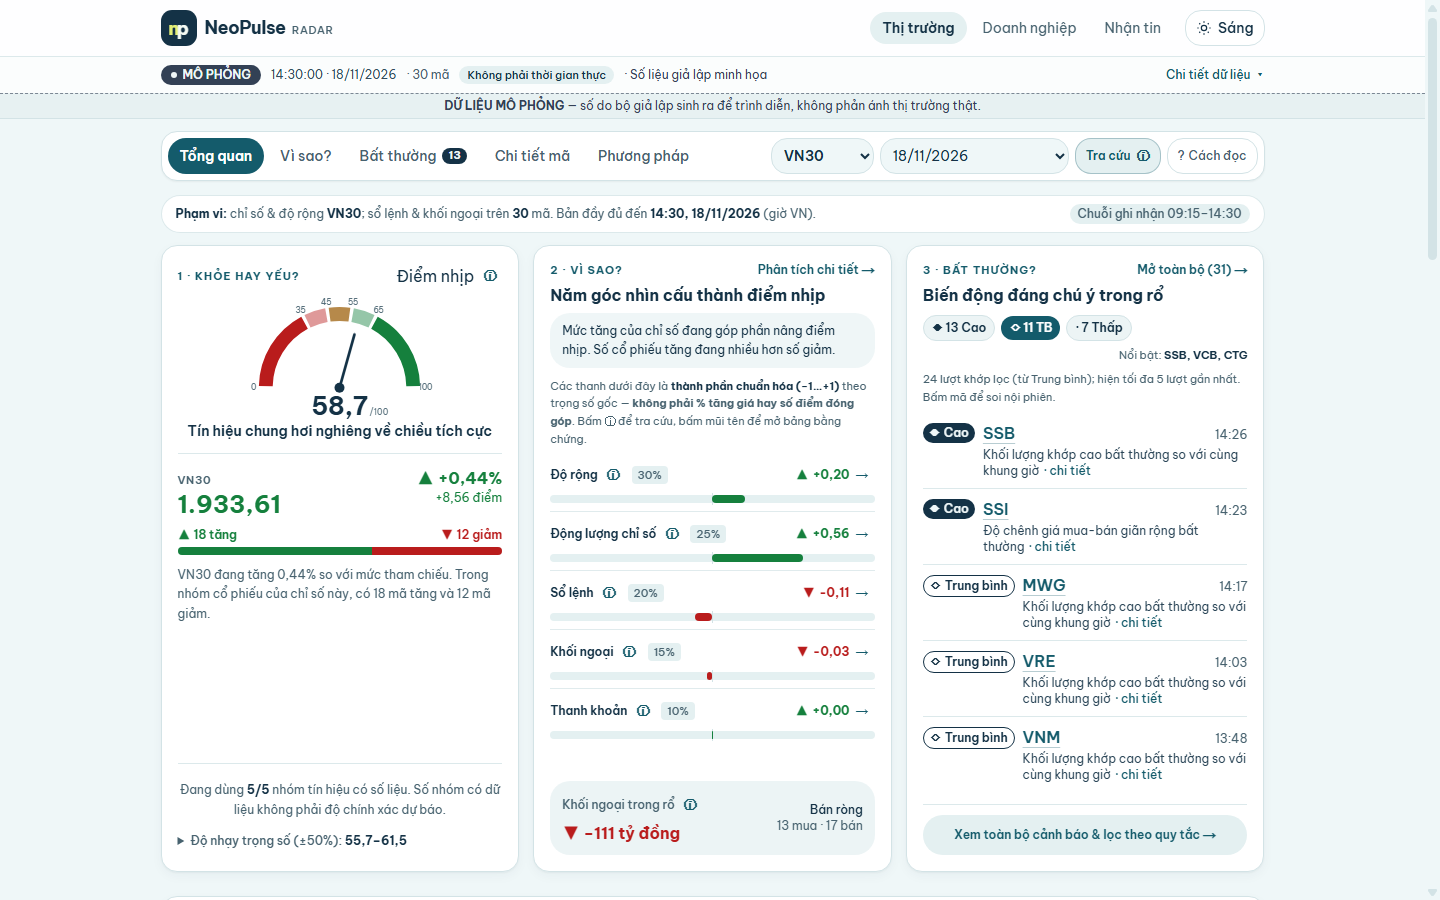 np NeoPulse RADAR
Thị trường
Doanh nghiệp
Nhận tin
Sáng
MÔ PHỎNG 14:30:00 · 18/11/2026 · 30 mã Không phải thời gian thực · Số liệu giả lập minh họa
Chi tiết dữ liệu
DỮ LIỆU MÔ PHỎNG — số do bộ giả lập sinh ra để trình diễn, không phản ánh thị trường thật.
Tổng quan
Vì sao?
Bất thường 13
Chi tiết mã
Phương pháp
VN30
18/11/2026
Tra cứu ⓘ
? Cách đọc
Phạm vi: chỉ số & độ rộng VN30; sổ lệnh & khối ngoại trên 30 mã. Bản đầy đủ đến 14:30, 18/11/2026 (giờ VN).
Chuỗi ghi nhận 09:15–14:30
1 · KHỎE HAY YẾU?
Điểm nhịp ⓘ
0
35
45
55
65
100
58,7 /100
Tín hiệu chung hơi nghiêng về chiều tích cực
VN30
1.933,61
▲ +0,44%
+8,56 điểm
▲ 18 tăng
▼ 12 giảm
VN30 đang tăng 0,44% so với mức tham chiếu. Trong
nhóm cổ phiếu của chỉ số này, có 18 mã tăng và 12 mã
giảm.
Đang dùng 5/5 nhóm tín hiệu có số liệu. Số nhóm có dữ
liệu không phải độ chính xác dự báo.
▶ Độ nhạy trọng số (±50%): 55,7–61,5
2 · VÌ SAO?
Phân tích chi tiết →
Năm góc nhìn cấu thành điểm nhịp
Mức tăng của chỉ số đang góp phần nâng điểm
nhịp. Số cổ phiếu tăng đang nhiều hơn số giảm.
Các thanh dưới đây là thành phần chuẩn hóa (-1…+1) theo
trọng số gốc — không phải % tăng giá hay số điểm đóng
góp. Bấm ⓘ để tra cứu, bấm mũi tên để mở bảng bằng
chứng.
Độ rộng ⓘ 30% ▲ +0,20 →
Động lượng chỉ số ⓘ 25% ▲ +0,56 →
Sổ lệnh ⓘ 20% ▼ -0,11 →
Khối ngoại ⓘ 15% ▼ -0,03 →
Thanh khoản ⓘ 10% ▲ +0,00 →
Khối ngoại trong rổ ⓘ
▼ -111 tỷ đồng
Bán ròng
13 mua · 17 bán
3 · BẤT THƯỜNG?
Mở toàn bộ (31) →
Biến động đáng chú ý trong rổ
13 Cao
11 TB
· 7 Thấp
Nổi bật: SSB, VCB, CTG
24 lượt khớp lọc (từ Trung bình); hiện tối đa 5 lượt gần nhất.
Bấm mã để soi nội phiên.
Cao SSB 14:26
Khối lượng khớp cao bất thường so với cùng
khung giờ · chi tiết
Cao SSI 14:23
Độ chênh giá mua-bán giãn rộng bất
thường · chi tiết
Trung bình MWG 14:17
Khối lượng khớp cao bất thường so với
cùng khung giờ · chi tiết
Trung bình VRE 14:03
Khối lượng khớp cao bất thường so với
cùng khung giờ · chi tiết
Trung bình VNM 13:48
Khối lượng khớp cao bất thường so với
cùng khung giờ · chi tiết
Xem toàn bộ cảnh báo & lọc theo quy tắc →